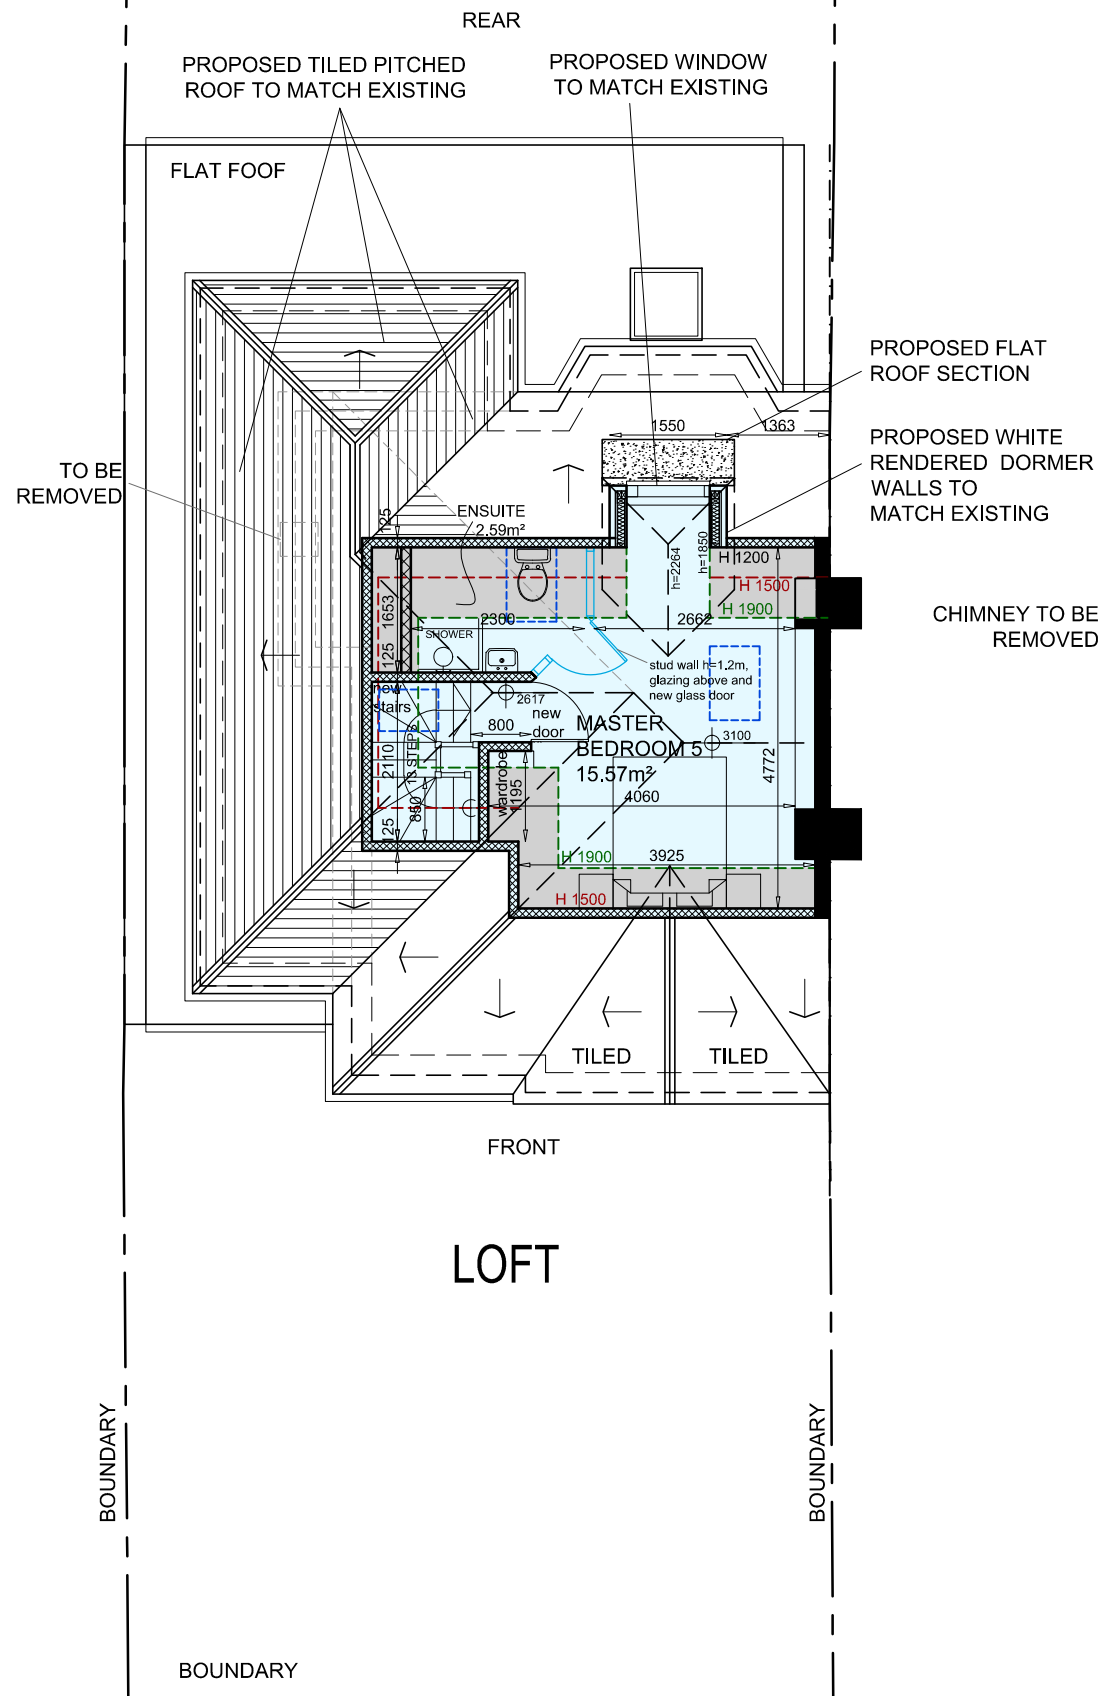 REAR
PROPOSED TILED PITCHED
ROOF TO MATCH EXISTING
PROPOSED WINDOW
TO MATCH EXISTING
FLAT FOOF
PROPOSED FLAT
ROOF SECTION
1550
1363
PROPOSED WHITE
RENDERED DORMER
WALLS TO
MATCH EXISTING
TO BE
REMOVED
ENSUITE
2.59m²
125
h=2264
h=1850
H 1200
H 1500
H 1900
CHIMNEY TO BE
REMOVED
1653
2300
2662
SHOWER
125
stud wall h=1.2m,
glazing above and
new glass door
new
stairs
2617
800
new
door
MASTER
BEDROOM 5
15.57m²
3100
2110
13 STEPS
wardrobe
1195
4772
4060
850
125
H 1900
3925
H 1500
TILED
TILED
FRONT
LOFT
BOUNDARY
BOUNDARY
BOUNDARY